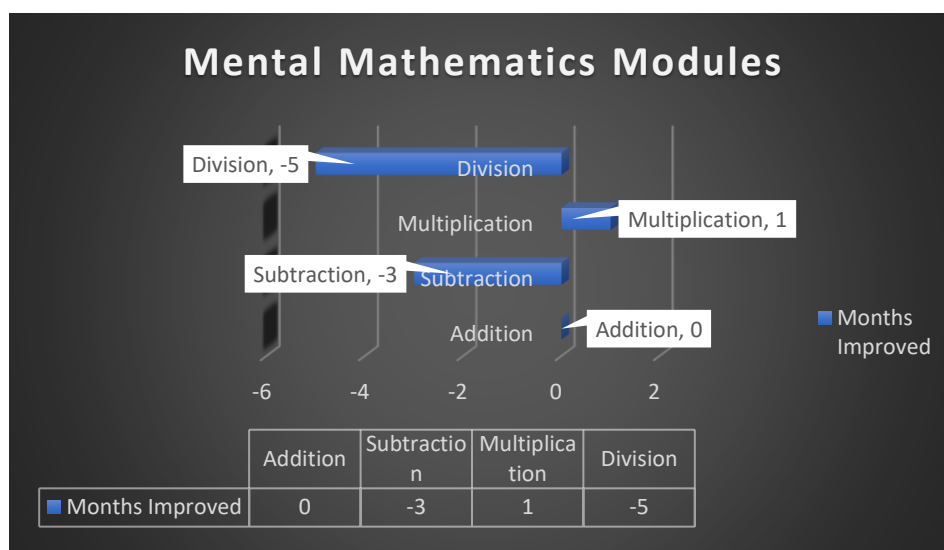 Mental Mathematics Modules
Division, -5
Division
Multiplication
Multiplication, 1
Subtraction, -3
Subtraction
Addition
Addition, 0
Months
Improved
-6 -4 -2 0 2
Addition Subtractio
n Multiplica
tion Division
Months Improved 0 -3 1 -5